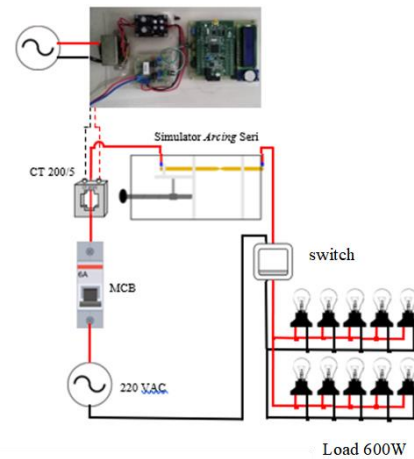 Simulator Arcing Seri
CT 200/5
switch
6A
MCB
220 VAC
Load 600W